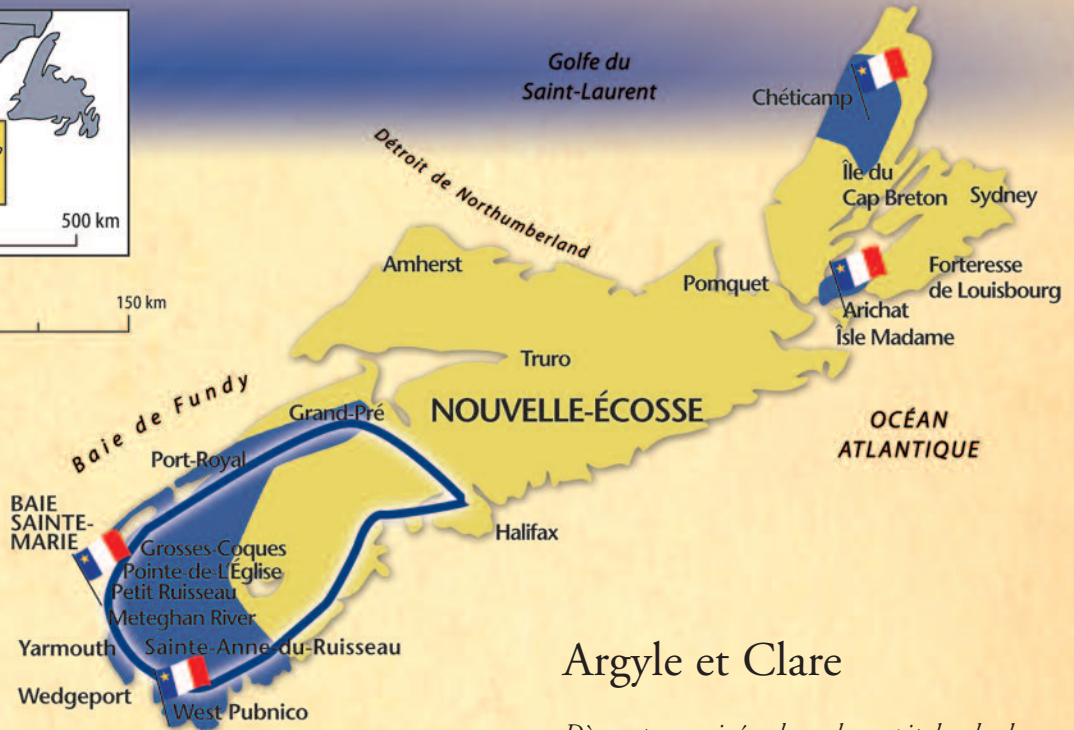 500 km
150 km
Golfe du
Saint-Laurent
Détroit de Northumberland
Chéticamp
Île du
Cap Breton
Sydney
Amherst
Pomquet
Forteresse
de Louisbourg
Arichat
Îsle Madame
Truro
Baie de Fundy
Grand-Pré
NOUVELLE-ÉCOSSE
OCÉAN
ATLANTIQUE
Port-Royal
BAIE
SAINTE-
MARIE
Halifax
Grosses-Coques
Pointe-de-L'Église
Petit Ruisseau
Meteghan River
Yarmouth
Sainte-Anne-du-Ruisseau
Wedgeport
West Pubnico
Argyle et Clare